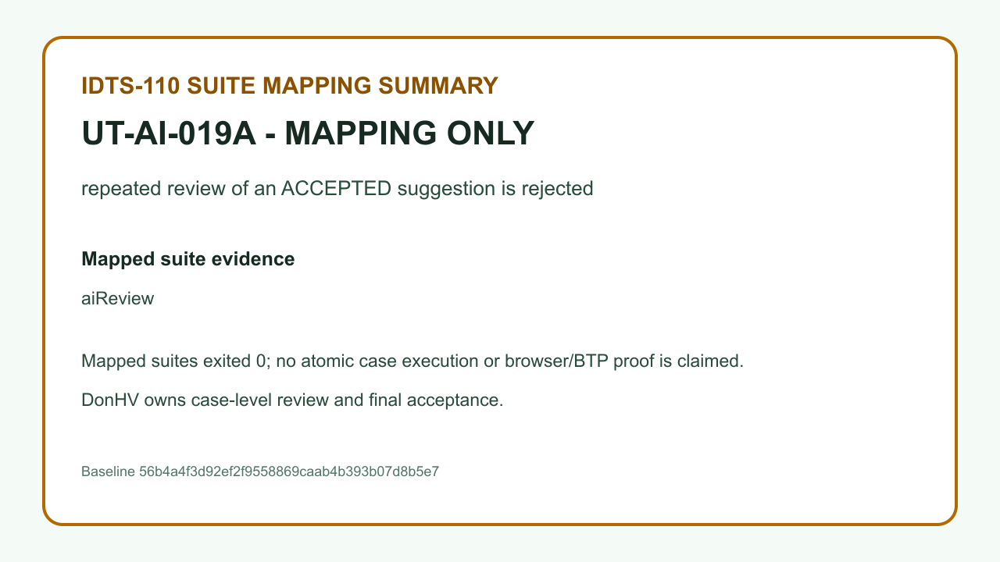 IDTS-110 SUITE MAPPING SUMMARY
UT-AI-019A - MAPPING ONLY
repeated review of an ACCEPTED suggestion is rejected
Mapped suite evidence
aiReview
Mapped suites exited 0; no atomic case execution or browser/BTP proof is claimed.
DonHV owns case-level review and final acceptance.
Baseline 56b4a4f3d92ef2f9558869caab4b393b07d8b5e7